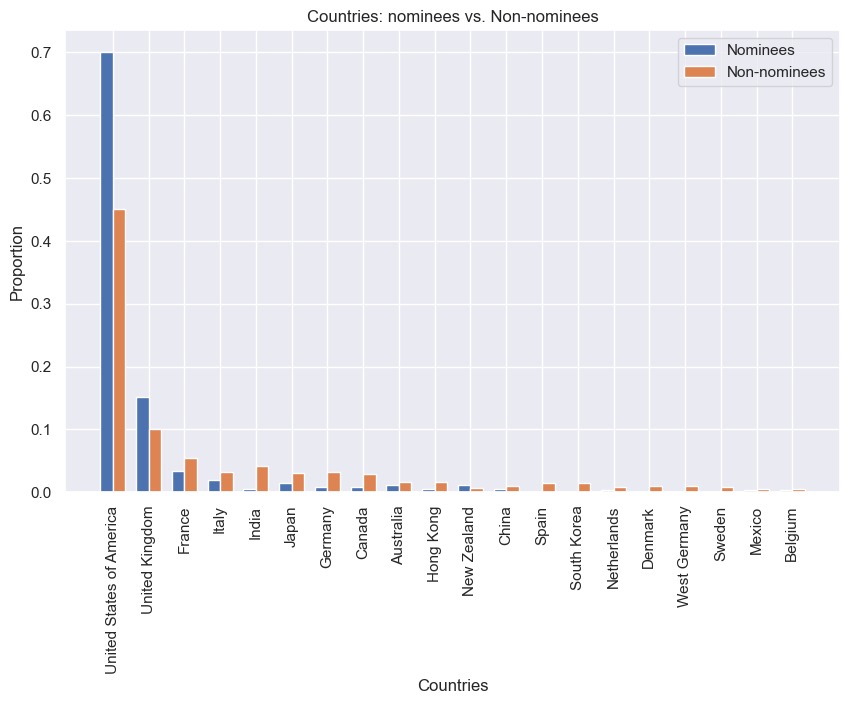 Countries: nominees vs. Non-nominees
Nominees
Non-nominees
Proportion
0.7
0.6
0.5
0.4
0.3
0.2
0.1
0.0
United States of America
United Kingdom
France
Italy
India
Japan
Germany
Canada
Australia
Hong Kong
New Zealand
China
Spain
South Korea
Netherlands
Denmark
West Germany
Sweden
Mexico
Belgium
Countries